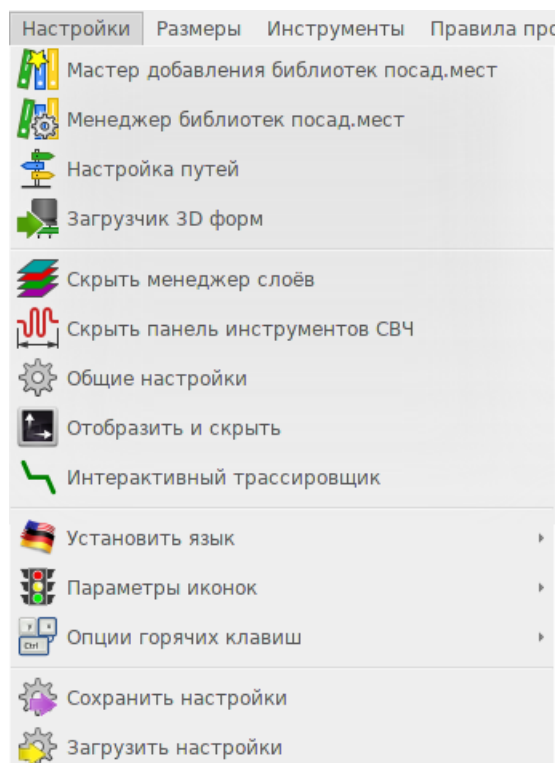 Настройки Размеры Инструменты Правила про
Мастер добавления библиотек посад.мест
Менеджер библиотек посад.мест
Настройка путей
Загрузчик 3D форм
Скрыть менеджер слоёв
Скрыть панель инструментов СВЧ
Общие настройки
Отобразить и скрыть
Интерактивный трассировщик
Установить язык
Параметры иконок
Опции горячих клавиш
Ctrl
Сохранить настройки
Загрузить настройки